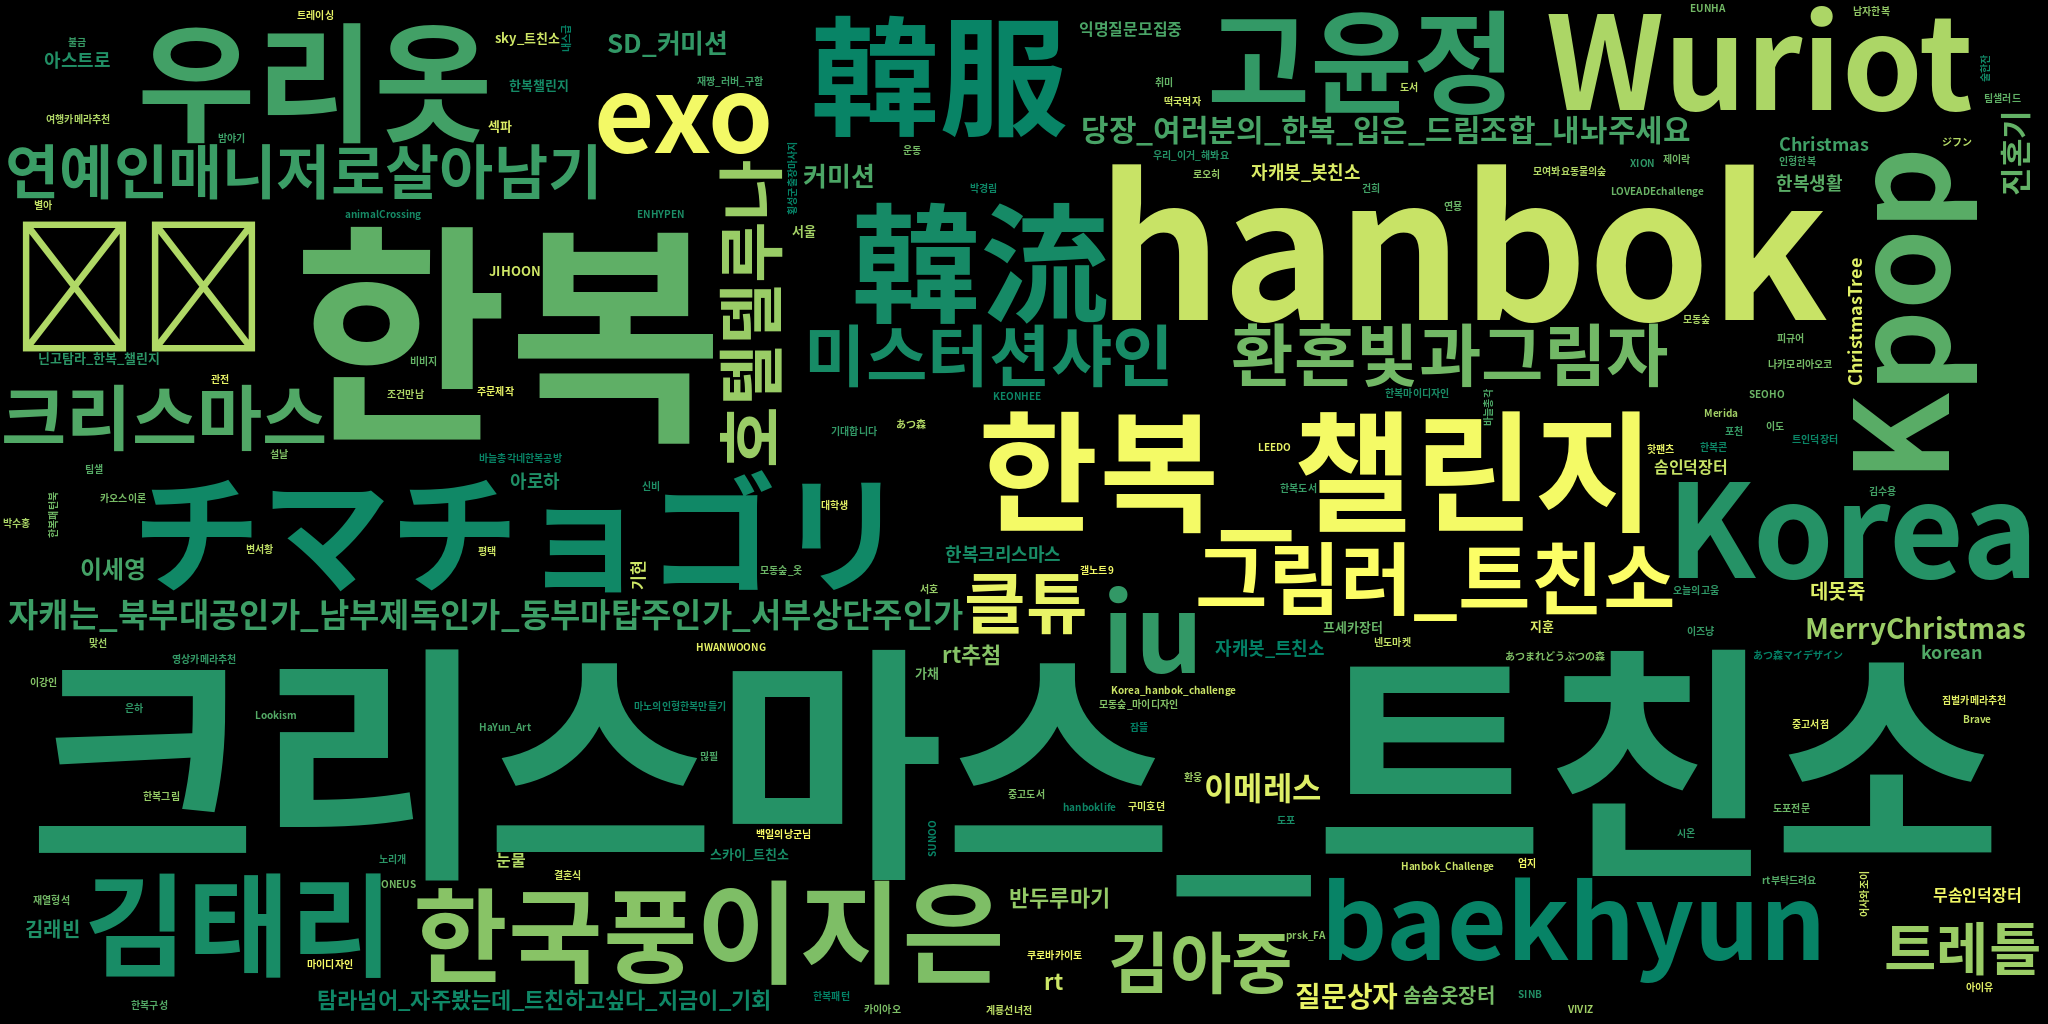 트레이싱
불금
아스트로
우리옷
sky_트친소
SD_커미션
韓服
익명질문모집중
고윤정
EUNHA
Wuriot
남자한복
한복챌린지
재짱_러버_구함
취미
떡국먹자
도서
술한잔
팀샐러드
여행카메라추천
밤야기
섹파
exo
운동
당장_여러분의_한복_입은_드림조합_내놔주세요
Christmas
ジフン
진혼기
연예인매니저로살아남기
커미션
우리_이거_해봐요
로오히
자캐봇_봇친소
모여봐요동물의숲
XION
제이락
인형한복
한복생활
별아
animalCrossing
ENHYPEN
호텔델루나
서울
박경림
건희
연룡
LOVEADEchallenge
한복
JIHOON
韓流
hanbok
kpop
ChristmasTree
닌고탐라_한복_챌린지
비비지
미스터션샤인
환혼빛과그림자
모동숲
피규어
나카모리아오코
크리스마스
관전
조건만남
주문제작
KEONHEE
한복마이디자인
바늘총각
SEOHO
설날
바늘총각네한복공방
기대합니다
あつ森
한복_챌린지
LEEDO
Merida
포천
이도
핫팬츠
한복콘
트인덕장터
팀샐
카오스이론
아로하
신비
한복도서
솜인덕장터
박수홍
한복패턴북
チマチョゴリ
대학생
Korea
김수용
이세영
변서황
평택
기현
모동숲_옷
한복크리스마스
클튜
갤노트9
그림러_트친소
오늘의고움
데못죽
자캐는_북부대공인가_남부제독인가_동부마탑주인가_서부상단주인가
서호
iu
프세카장터
지훈
이즈냥
MerryChristmas
맞선
영상카메라추천
HWANWOONG
rt추첨
자캐봇_트친소
넨도마켓
あつまれどうぶつの森
あつ森マイデザイン
korean
이강인
은하
Lookism
HaYun_Art
마노의인형한복만들기
가채
Korea_hanbok_challenge
모동숲_마이디자인
잠뜰
짐벌카메라추천
중고서점
Brave
크리스마스_트친소
많필
한복그림
환웅
이메레스
중고도서
hanboklife
구미호뎐
도포
도포전문
시온
백일의낭군님
SUNOO
노리개
눈물
스카이_트친소
Hanbok_Challenge
엄지
결혼식
ONEUS
rt부탁드려요
어사와조이
재열형석
김래빈
김태리
한국풍이지은
반두루마기
baekhyun
무솜인덕장터
마이디자인
쿠로바카이토
김아중
prsk_FA
트레틀
rt
한복구성
탐라넘어_자주봤는데_트친하고싶다_지금이_기회
한복패턴
카이아오
계룡선녀전
질문상자
솜솜옷장터
SINB
VIVIZ
아이유